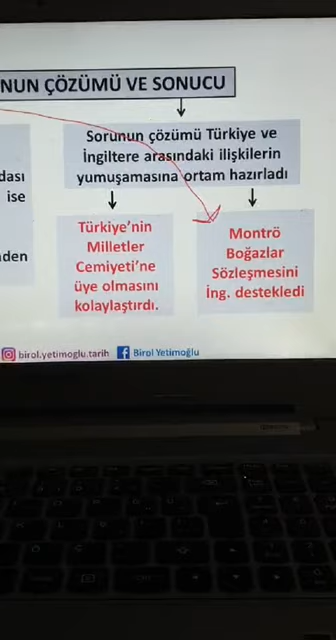 NUN ÇÖZÜMÜ VE SONUCU
Sorunun çözümü Türkiye ve
İngiltere arasındaki ilişkilerin
yumuşamasına ortam hazırladı
dası
ise
den
Türkiye'nin
Milletler
Cemiyeti'ne
üye olmasını
kolaylaştırdı.
Montrö
Boğazlar
Sözleşmesini
İng. destekledi
birol.yetimoglu.tarih
Birol Yetimoğlu